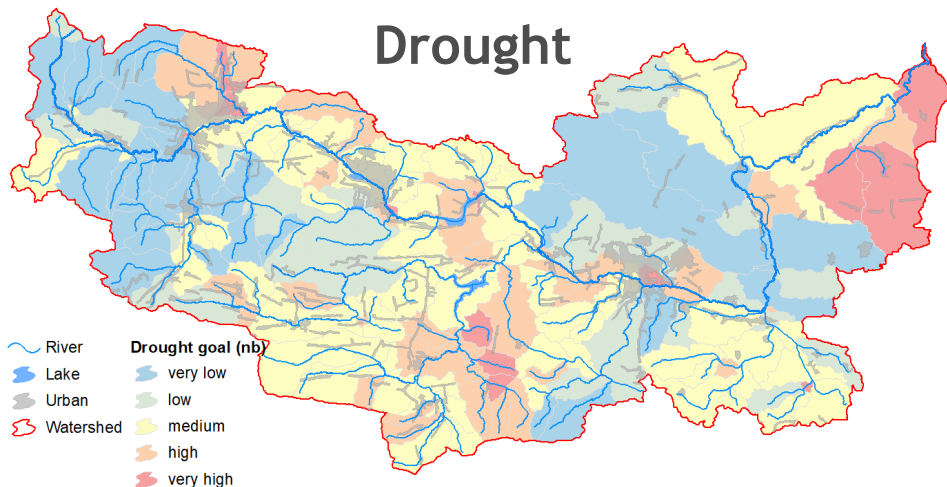 Drought
River
Lake
Urban
Watershed
Drought goal (nb)
very low
low
medium
high
very high